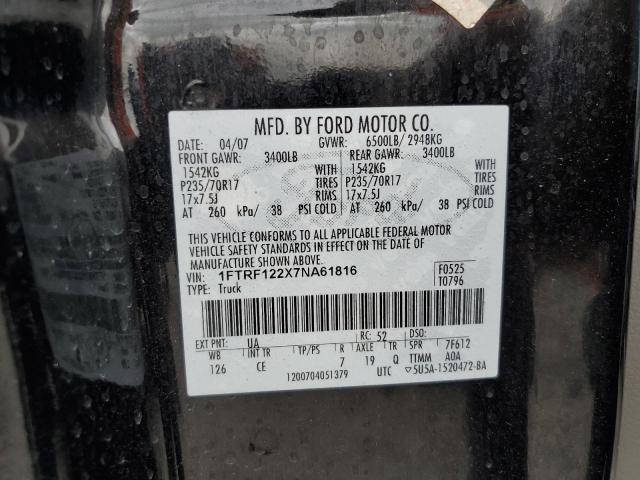 MFD. BY FORD MOTOR CO.
DATE: 04/07 GVWR: 6500LB/ 2948KG
FRONT GAWR: 3400LB REAR GAWR: 3400LB
1542KG WITH 1542KG WITH
P235/70R17 TIRES P235/70R17 TIRES
17x7.5J RIMS 17x7.5J RIMS
AT 260 kPa/ 38 PSI COLD AT 260 kPa/ 38 PSI COLD
THIS VEHICLE CONFORMS TO ALL APPLICABLE FEDERAL MOTOR
VEHICLE SAFETY STANDARDS IN EFFECT ON THE DATE OF
MANUFACTURE SHOWN ABOVE.
VIN: 1FTRF122X7NA61816 F0525
TYPE: Truck T0796
EXT PNT: UA RC: 52 DSO:
WB INT TR TP/PS R AXLE TR SPR 7F612
126 CE 7 19 Q TTMM AOA
1200704051379 UTC ▽5U5A-1520472-BA